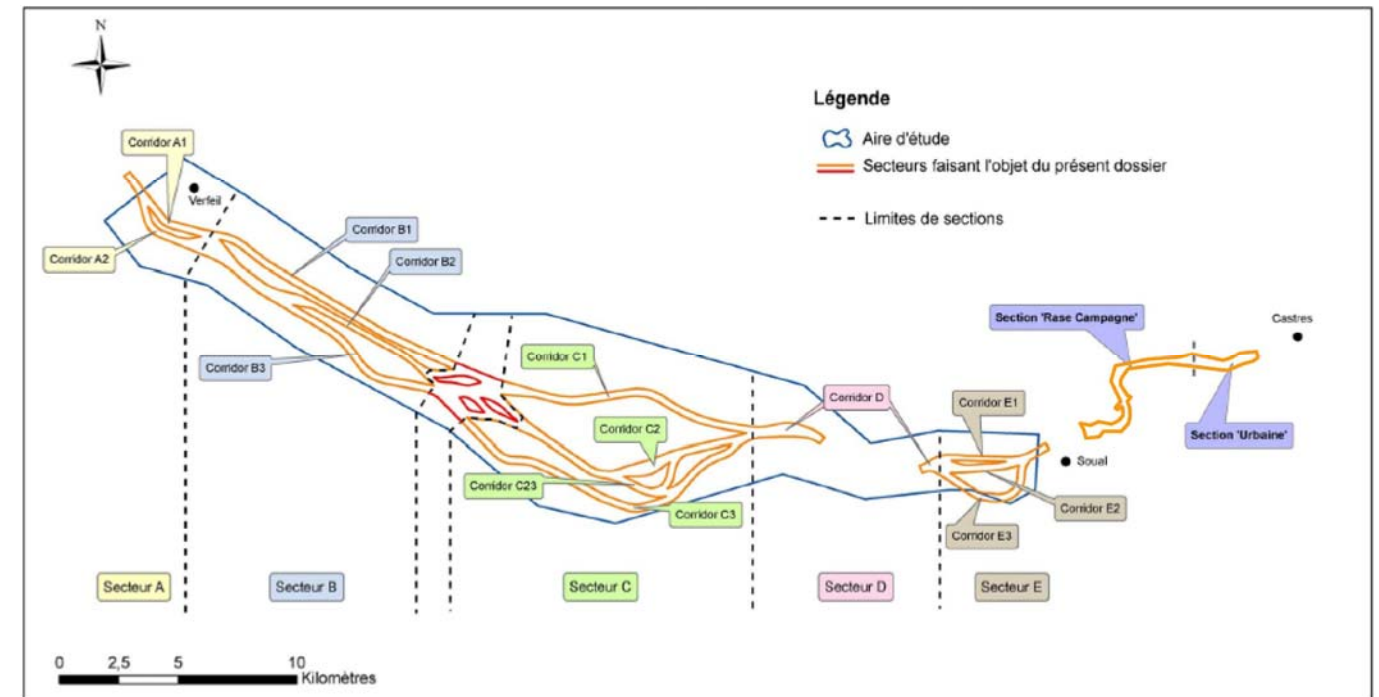 N
Légende
Aire d'étude
Secteurs faisant l'objet du présent dossier
Limites de sections
Corridor A1
Verfeil
Corridor A2
Corridor B1
Corridor B2
Corridor B3
Corridor C1
Corridor C2
Corridor C23
Corridor C3
Corridor D
Corridor E1
Corridor E2
Corridor E3
Soual
Section 'Rase Campagne'
Castres
Section 'Urbaine'
Secteur A
Secteur B
Secteur C
Secteur D
Secteur E
0 2,5 5 10
Kilomètres